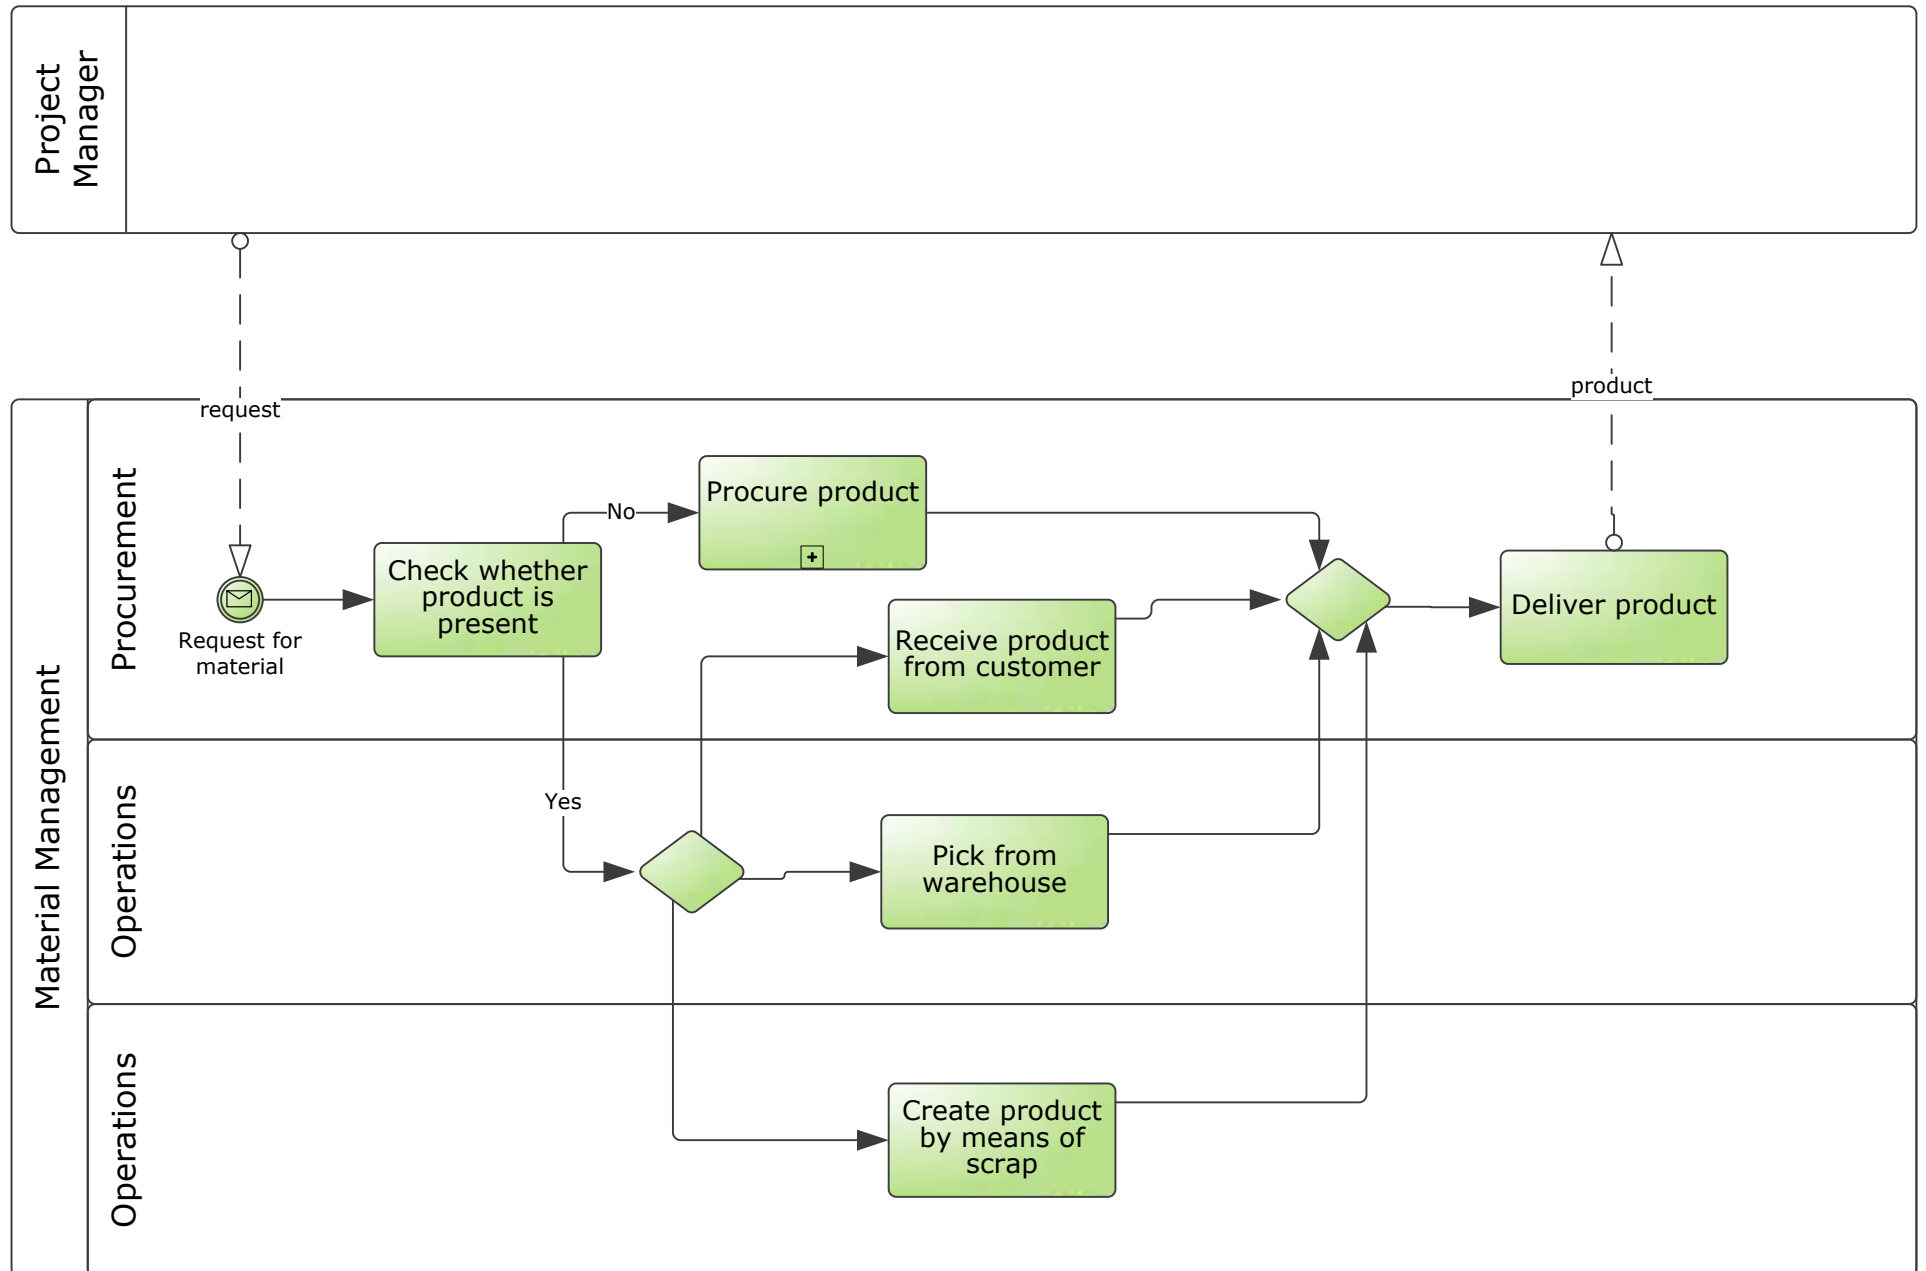 Project
Manager
request
product
Material Management
Procurement
No
Procure product
Check whether
product is
present
Request for
material
Receive product
from customer
Deliver product
Operations
Yes
Pick from
warehouse
Operations
Create product
by means of
scrap